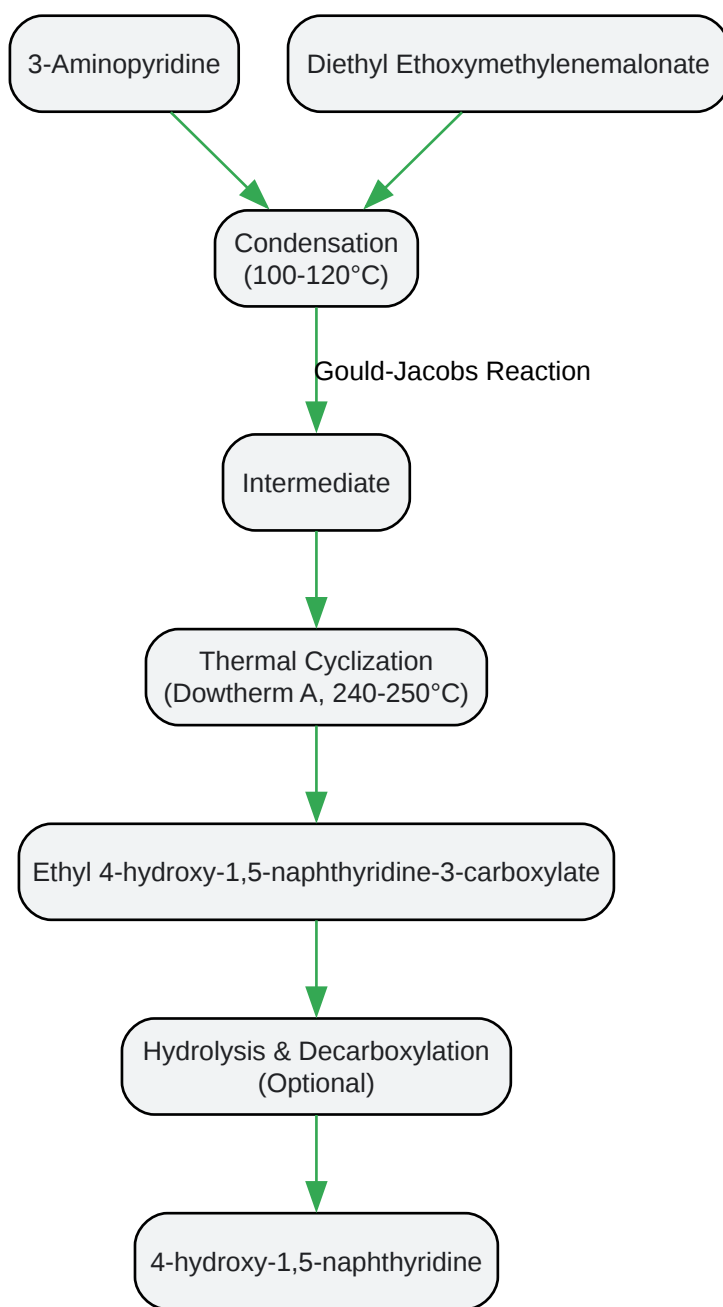 3-Aminopyridine
Diethyl Ethoxymethylenemalonate
Condensation
(100-120°C)
Gould-Jacobs Reaction
Intermediate
Thermal Cyclization
(Dowtherm A, 240-250°C)
Ethyl 4-hydroxy-1,5-naphthyridine-3-carboxylate
Hydrolysis & Decarboxylation
(Optional)
4-hydroxy-1,5-naphthyridine